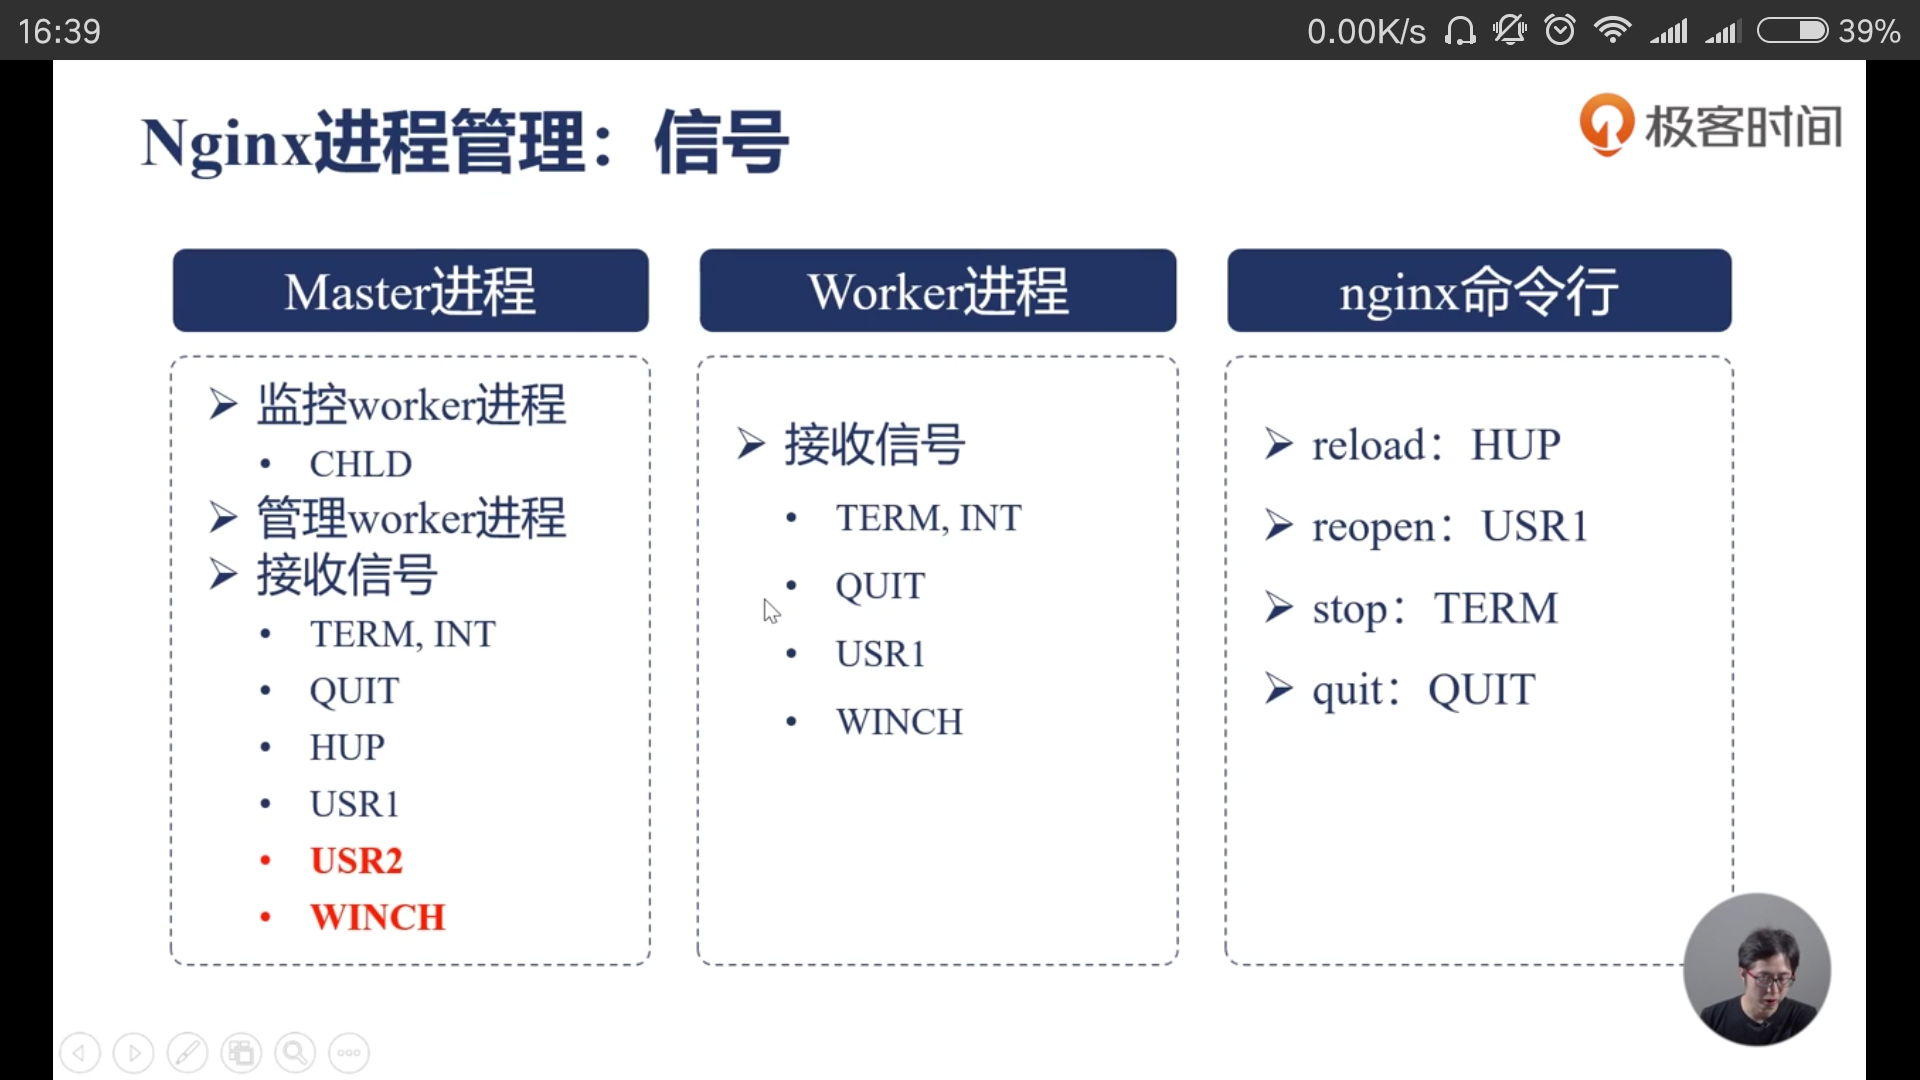 16:39
0.00K/s
39%
Nginx进程管理：信号
极客时间
Master进程
监控worker进程
CHLD
管理worker进程
接收信号
TERM, INT
QUIT
HUP
USR1
USR2
WINCH
Worker进程
接收信号
TERM, INT
QUIT
USR1
WINCH
nginx命令行
reload：HUP
reopen：USR1
stop：TERM
quit：QUIT